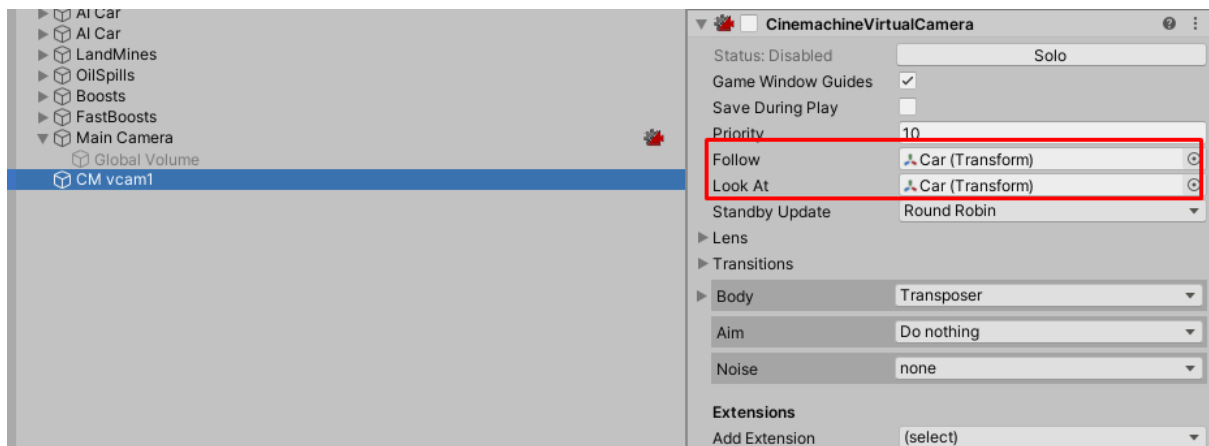 AI Car
AI Car
LandMines
OilSpills
Boosts
FastBoosts
Main Camera
Global Volume
CM vcam1
CinemachineVirtualCamera
Status: Disabled Solo
Game Window Guides
Save During Play
Priority 10
Follow Car (Transform)
Look At Car (Transform)
Standby Update Round Robin
Lens
Transitions
Body Transposer
Aim Do nothing
Noise none
Extensions
Add Extension (select)